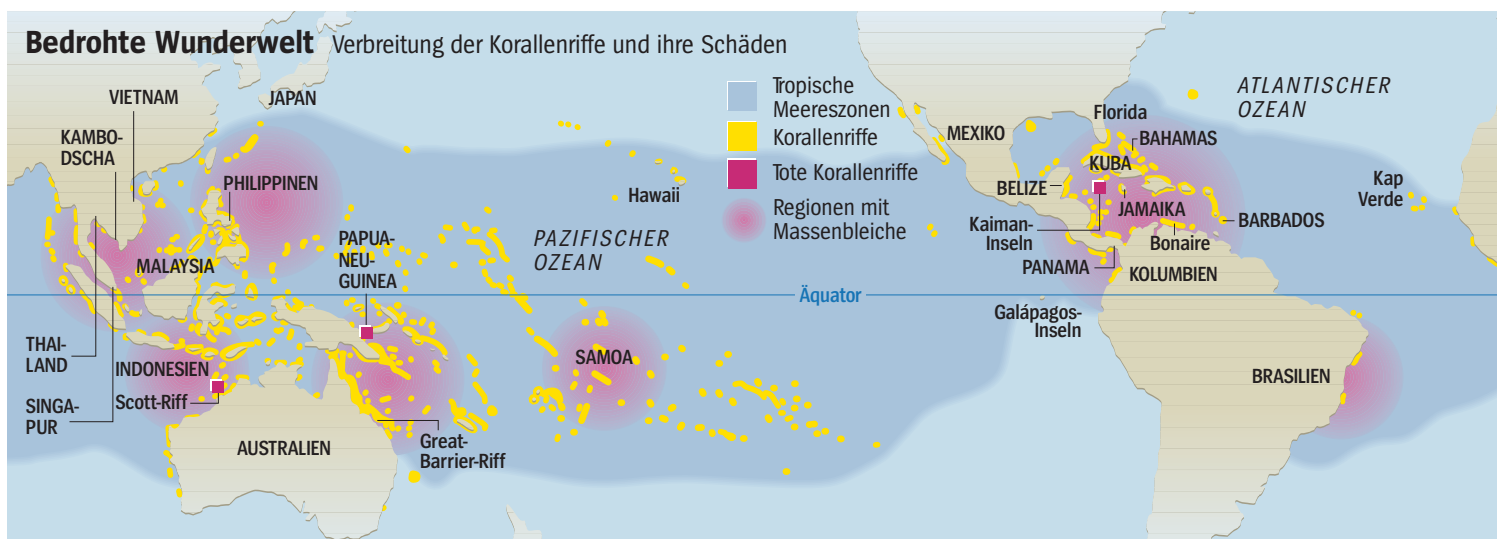 Bedrohte Wunderwelt Verbreitung der Korallenriffe und ihre Schäden
VIETNAM
JAPAN
KAMBO-
DSCHA
PHILIPPINEN
MALAYSIA
PAPUA-
NEU-
GUINEA
THAI-
LAND
INDONESIEN
Scott-Riff
SINGA-
PUR
AUSTRALIEN
Great-
Barrier-Riff
SAMOA
PAZIFISCHER
OZEAN
Hawaii
Äquator
Tropische
Meereszonen
Korallenriffe
Tote Korallenriffe
Regionen mit
Massenbleiche
ATLANTISCHER
OZEAN
MEXIKO
Florida
BAHAMAS
KUBA
BELIZE
JAMAIKA
Kap
Verde
BARBADOS
Kaiman-
Inseln
Bonaire
PANAMA
KOLUMBIEN
Galápagos-
Inseln
BRASILIEN